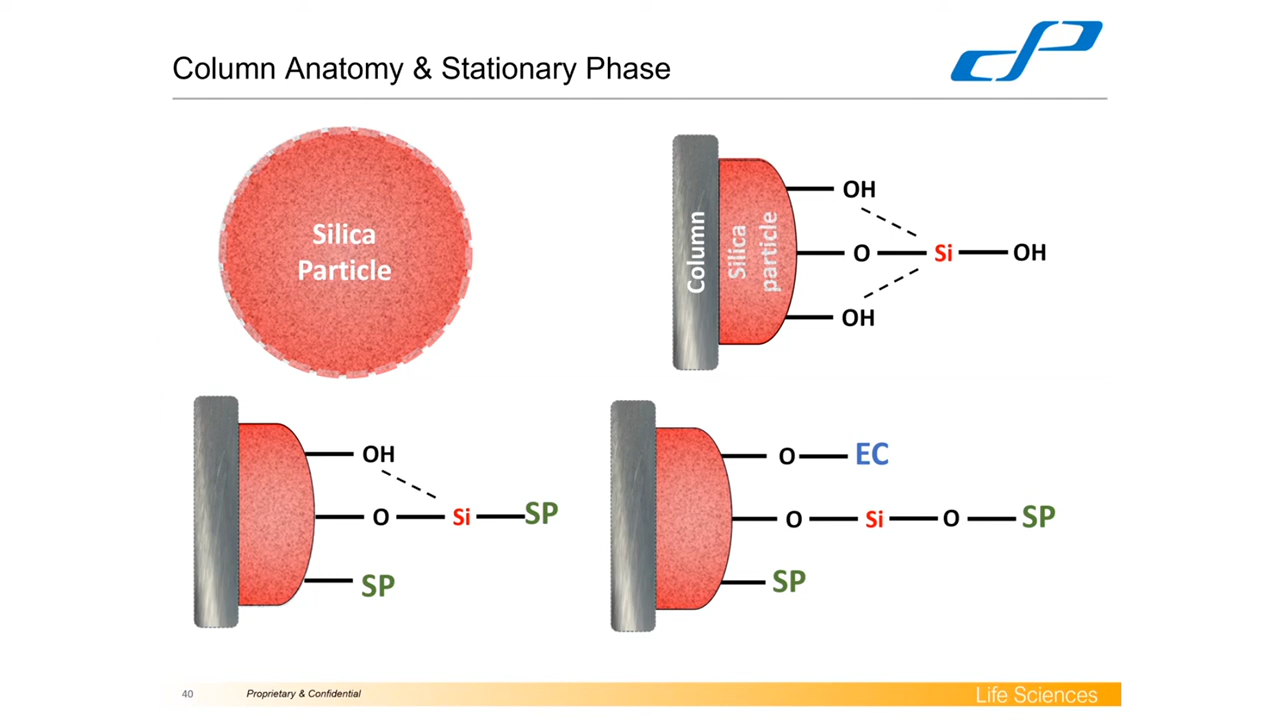 Column Anatomy & Stationary Phase
Silica
Particle
Column
Silica
particle
OH
O
Si
OH
OH
OH
O
Si
SP
SP
O
EC
O
Si
O
SP
SP
40
Proprietary & Confidential
Life Sciences